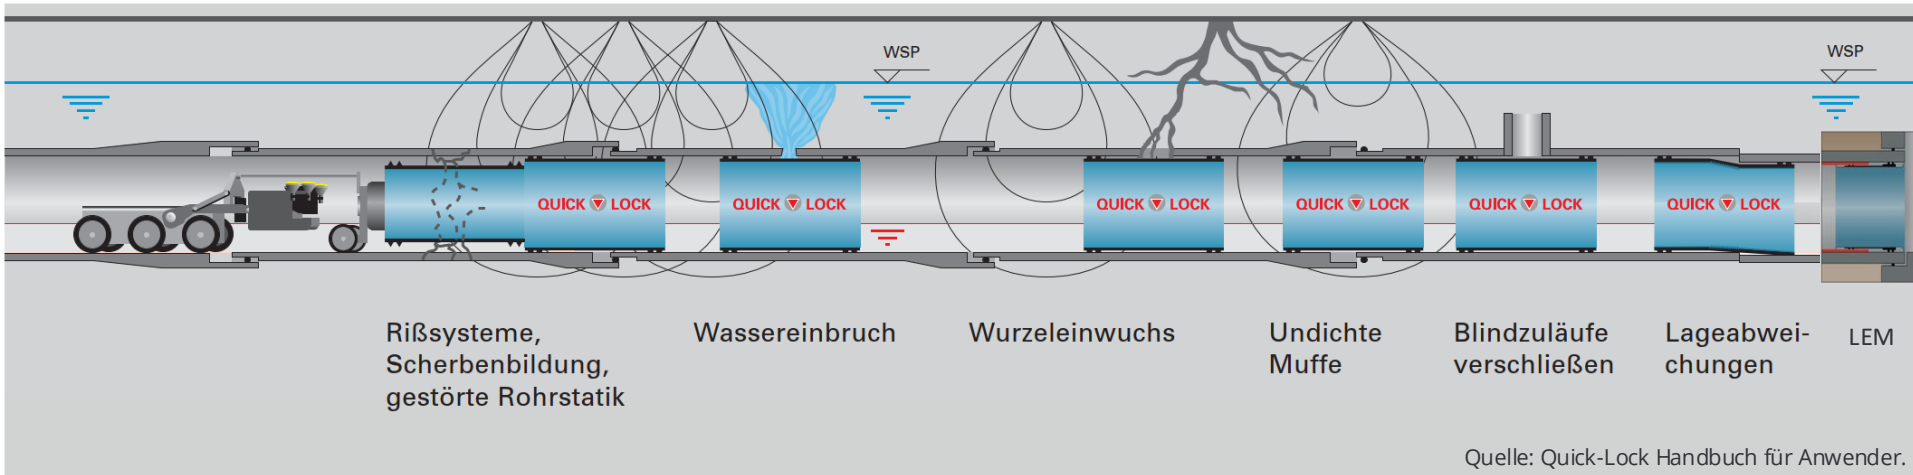 WSP
WSP
QUICK LOCK
QUICK LOCK
QUICK LOCK
QUICK LOCK
QUICK LOCK
QUICK LOCK
Rißsysteme,
Scherbenbildung,
gestörte Rohrstatik
Wassereinbruch
Wurzeleinwuchs
Undichte
Muffe
Blindzuläufe
verschließen
Lageabwei-
chungen
LEM
Quelle: Quick-Lock Handbuch für Anwender.